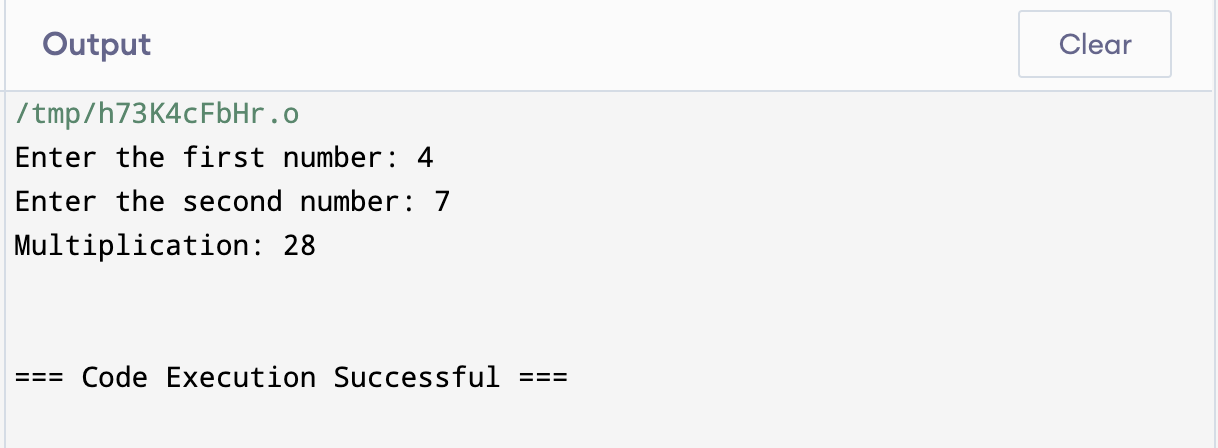 Output
Clear
/tmp/h73K4cFbHr.o
Enter the first number: 4
Enter the second number: 7
Multiplication: 28
=== Code Execution Successful ===